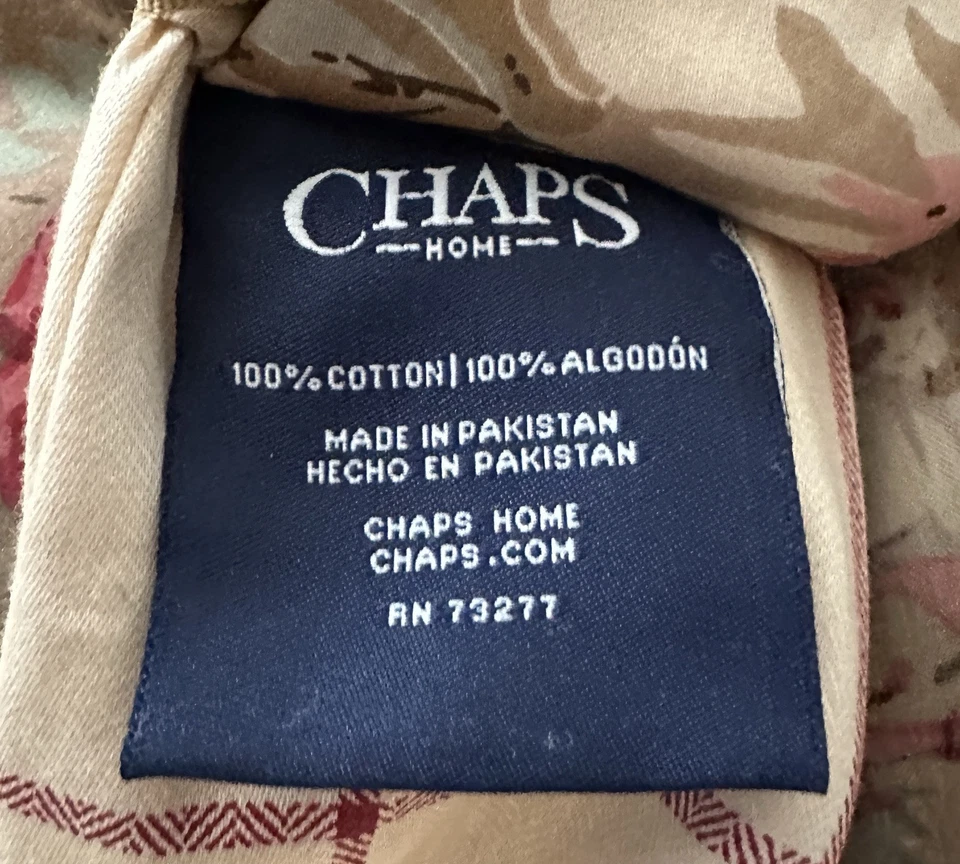 CHAPS
HOME
100% COTTON | 100% ALGODÓN
MADE IN PAKISTAN
HECHO EN PAKISTAN
CHAPS HOME
CHAPS.COM
RN 73277